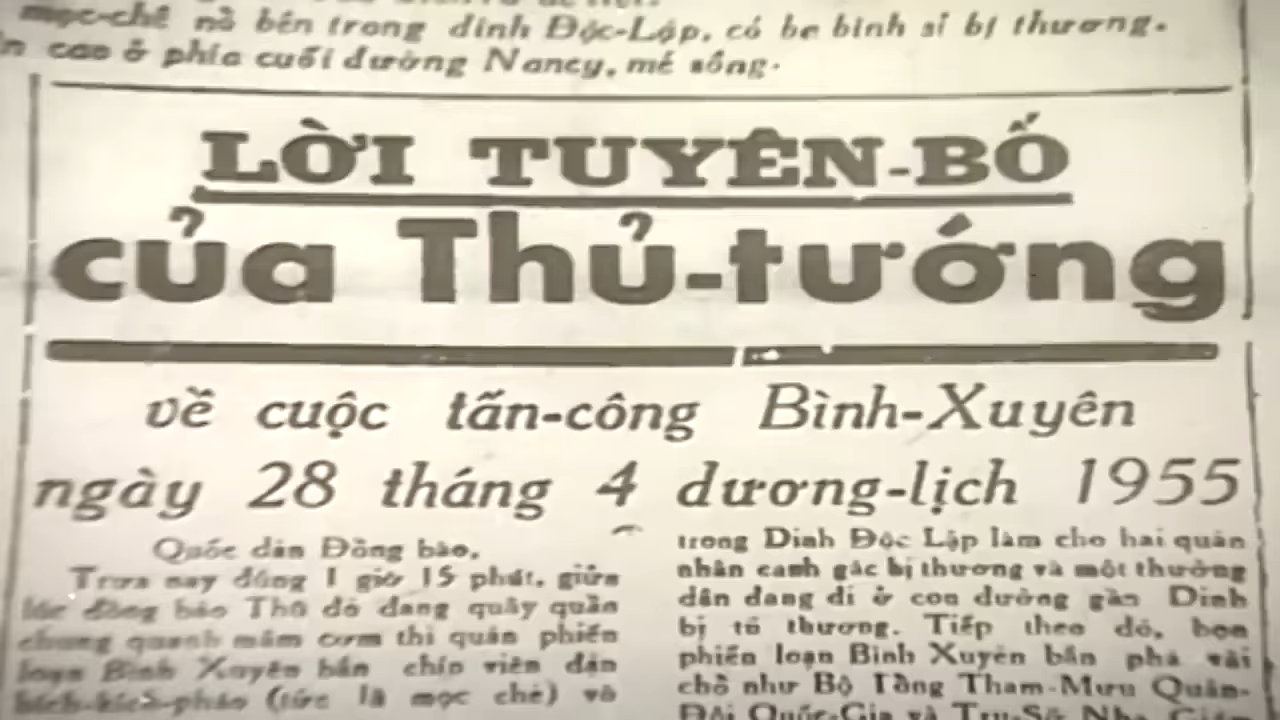 mọc-chê nổ bên trong dinh Độc-Lập, có ba binh sĩ bị thương.
cao ở phía cuối đường Nancy, mé sông.
LỜI TUYÊN-BỐ
của Thủ-tướng
về cuộc tấn-công Bình-Xuyên
ngày 28 tháng 4 dương-lịch 1955
Quốc dân Đồng bào,
Trưa nay đúng 1 giờ 15 phút, giữa
lúc đồng bào Thủ đô đang quây quần
chung quanh mâm cơm thì quân phiến
loạn Bình Xuyên bắn chín viên đạn
bích-kích-pháo (tức là mọc chê) vô
trong Dinh Độc Lập làm cho hai quân
nhân canh gác bị thương và một thường
dân đang đi ở con đường gần Dinh
bị tử thương. Tiếp theo đó, bọn
phiến loạn Bình Xuyên bắn phá vài
chỗ như Bộ Tổng Tham-Mưu Quân-
Đội Quốc-Gia và Trụ-Sở